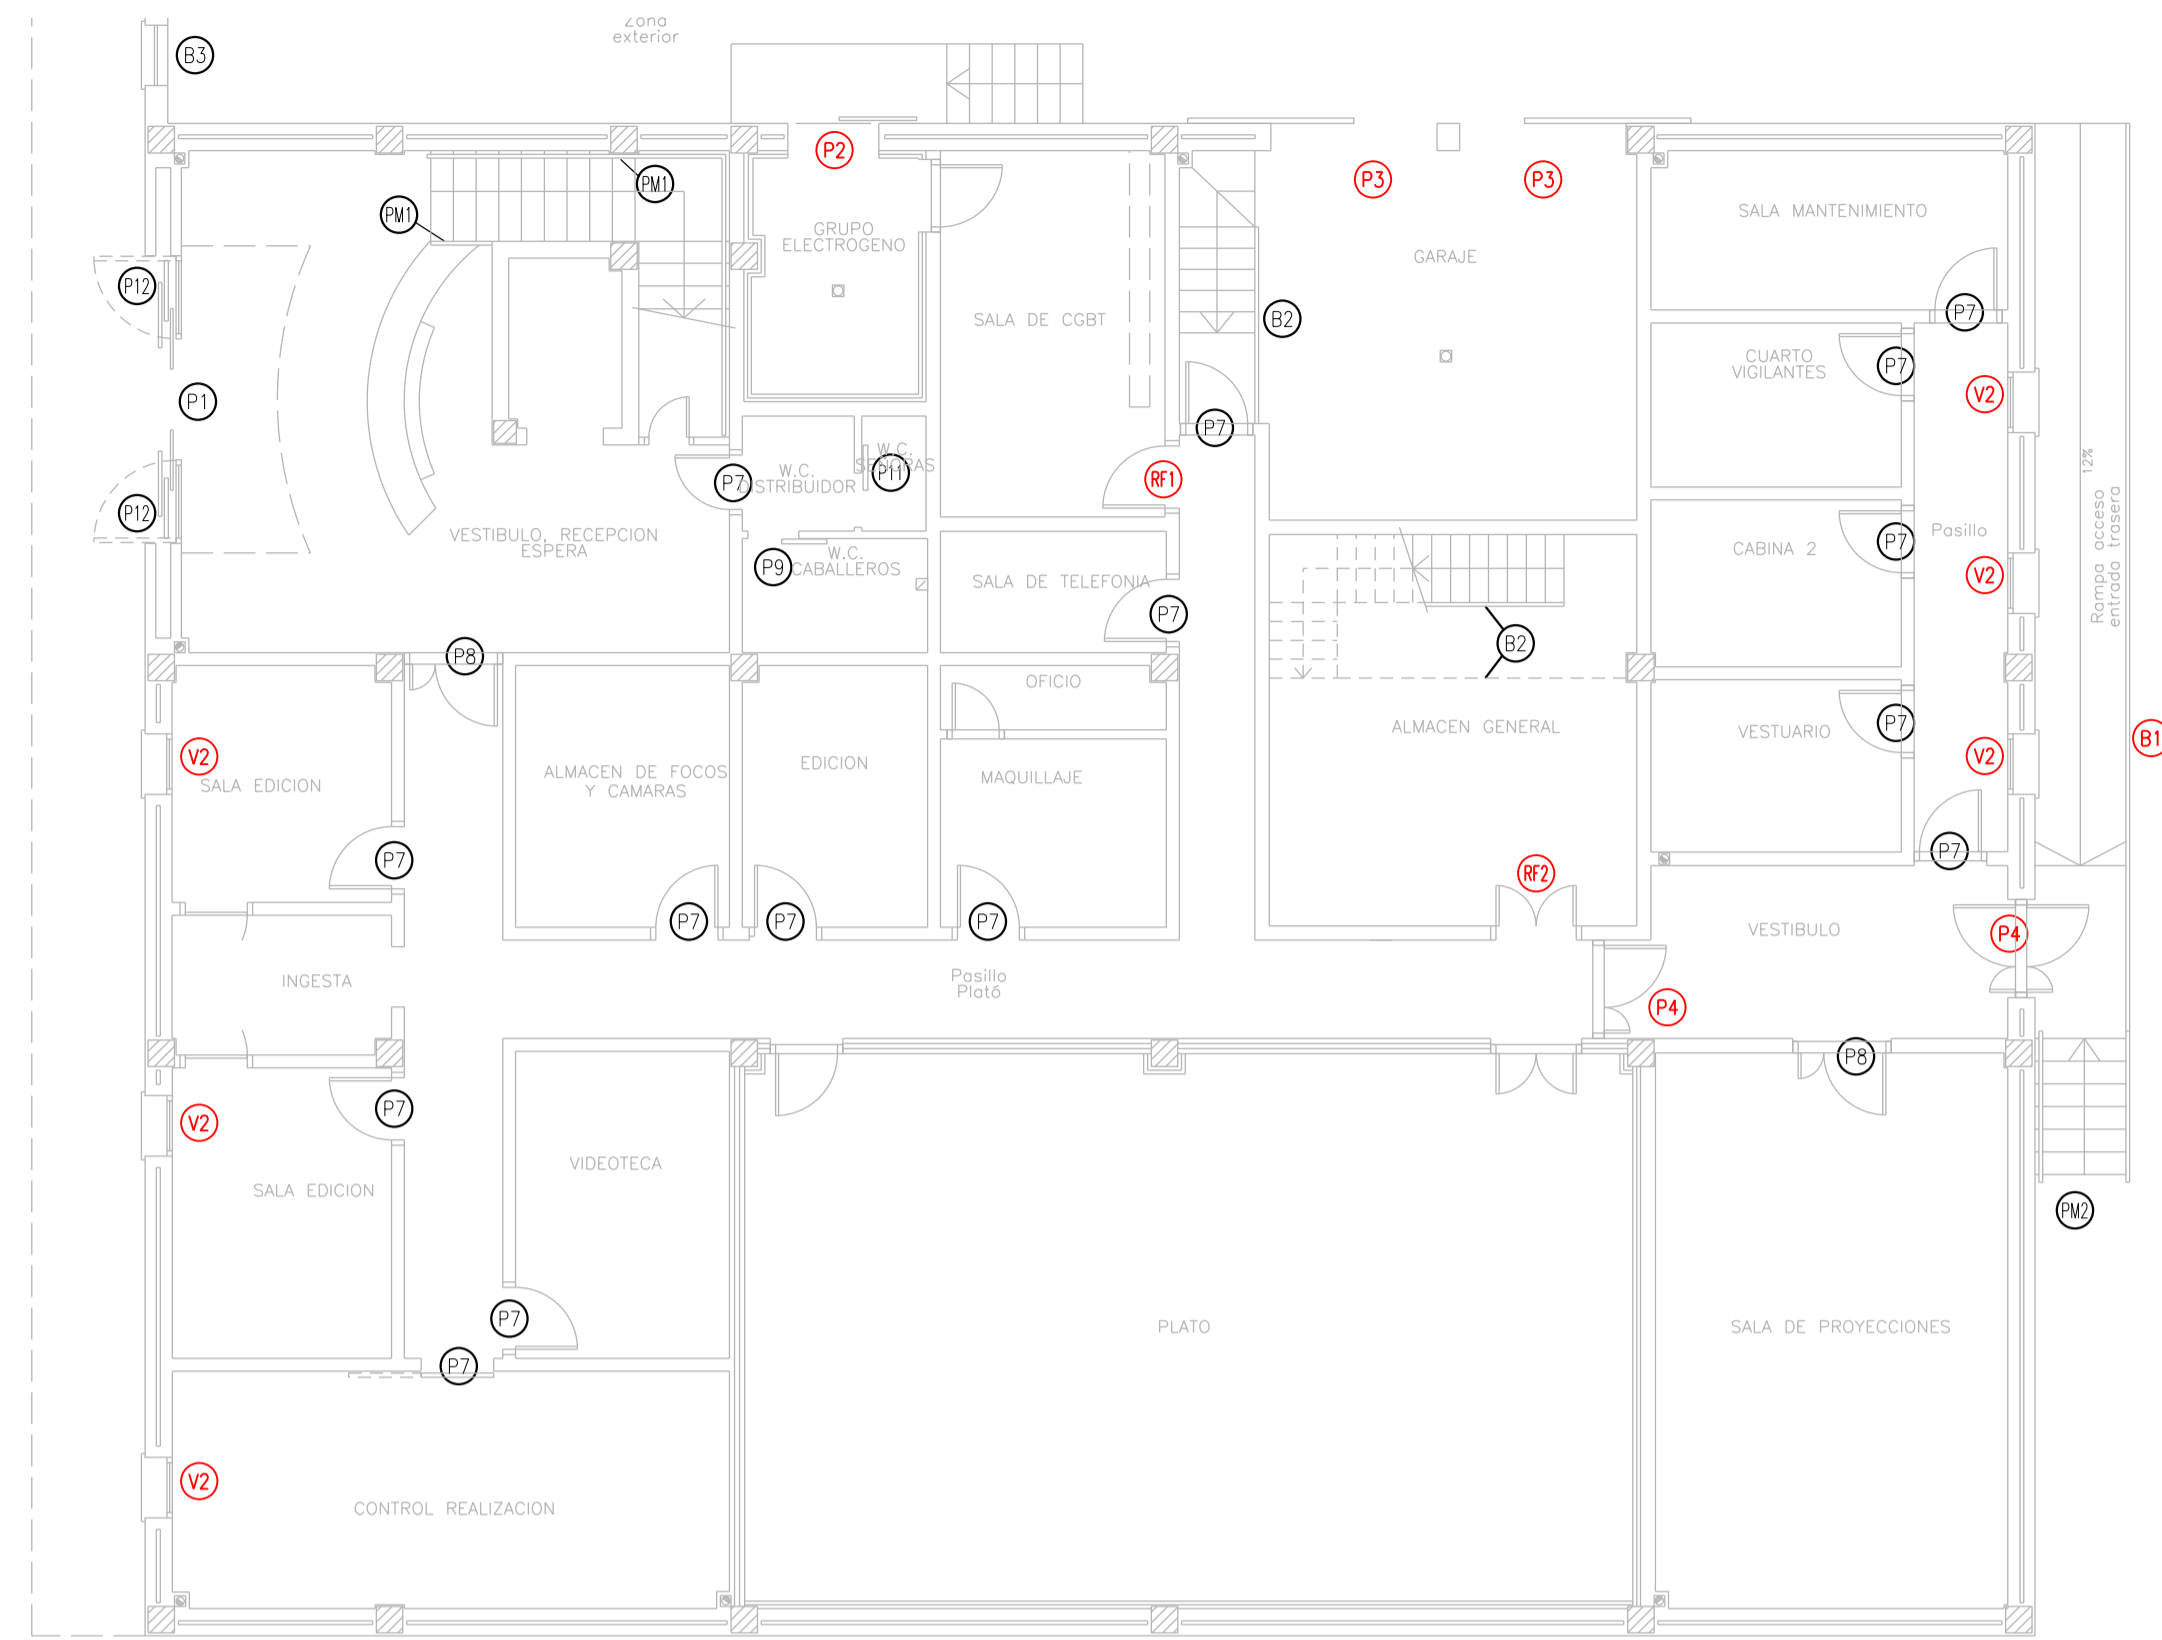 Zona
exterior
B3
P2
PM1
PM1
P3
P3
GRUPO
ELECTROGENO
GARAJE
SALA MANTENIMIENTO
P12
SALA DE CGBT
B2
P7
CUARTO
VIGILANTES
P7
V2
P1
P7
W.C.
SEÑORAS
P11
W.C.
DISTRIBUIDOR
P7
RF1
12%
Rampa acceso
entrada trasera
P12
VESTIBULO, RECEPCION
ESPERA
P9
W.C.
CABALLEROS
SALA DE TELEFONIA
P7
CABINA 2
P7
Pasillo
V2
B2
P8
OFICIO
ALMACEN GENERAL
VESTUARIO
P7
B1
V2
SALA EDICION
ALMACEN DE FOCOS
Y CAMARAS
EDICION
MAQUILLAJE
V2
P7
P7
RF2
P7
P7
P7
VESTIBULO
P4
INGESTA
Pasillo
Plató
P4
P8
V2
P7
SALA EDICION
VIDEOTECA
PM2
P7
PLATO
SALA DE PROYECCIONES
P7
V2
CONTROL REALIZACION